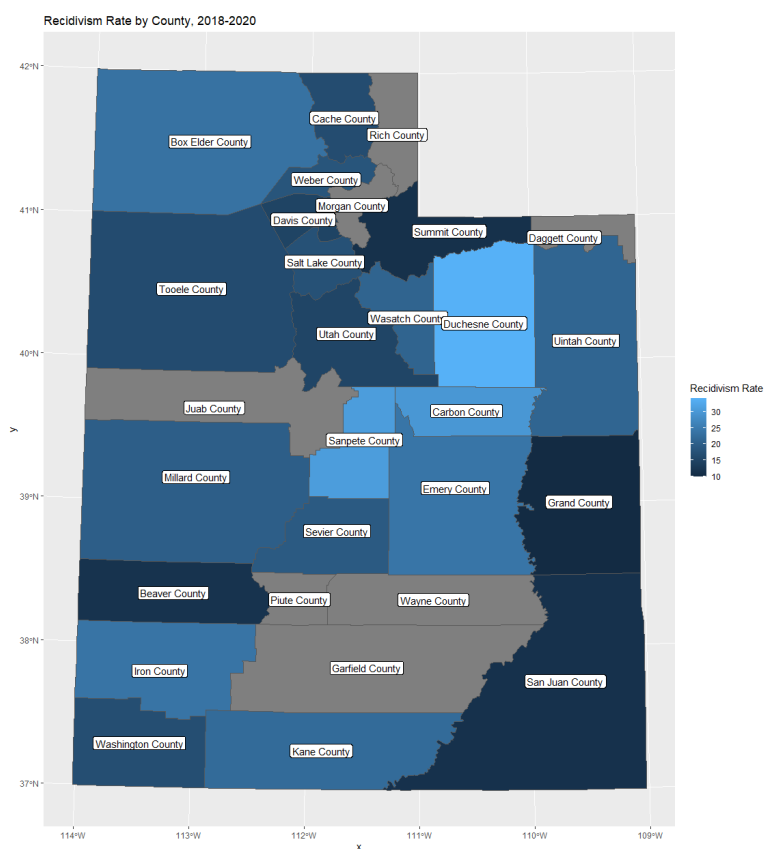 Recidivism Rate by County, 2018-2020
42°N
Cache County
Rich County
Box Elder County
Weber County
Morgan County
41°N
Davis County
Summit County
Daggett County
Salt Lake County
Tooele County
Wasatch County
Duchesne County
Utah County
Uintah County
40°N
Recidivism Rate
30
25
20
15
10
Juab County
Carbon County
y
Sanpete County
39°N
Millard County
Emery County
Grand County
Sevier County
Beaver County
Piute County
Wayne County
38°N
Iron County
Garfield County
San Juan County
Washington County
Kane County
37°N
114°W 113°W 112°W 111°W 110°W 109°W
x